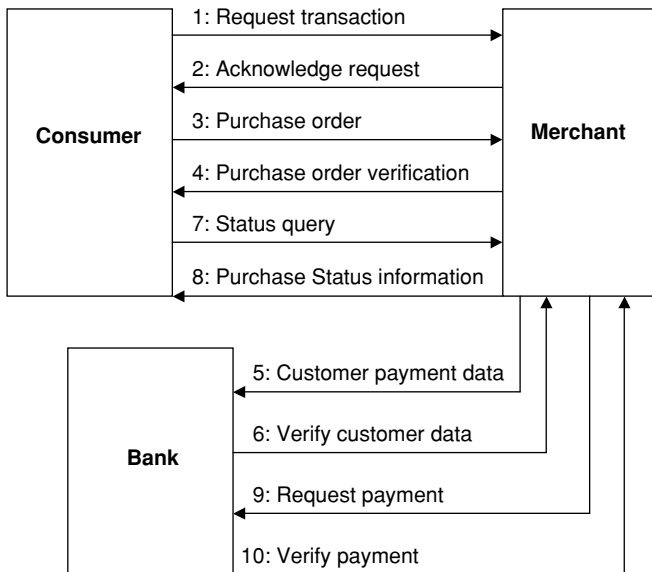 1: Request transaction
2: Acknowledge request
Consumer
3: Purchase order
Merchant
4: Purchase order verification
7: Status query
8: Purchase Status information
5: Customer payment data
6: Verify customer data
Bank
9: Request payment
10: Verify payment